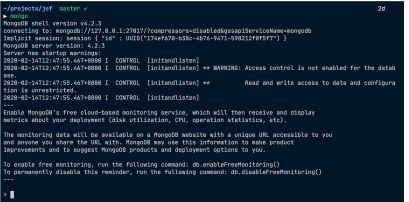 ~/projects/jsf  master ✔ 2d
▶ mongo
MongoDB shell version v4.2.3
connecting to: mongodb://127.0.0.1:27017/?compressors=disabled&gssapiServiceName=mongodb
Implicit session: session { "id" : UUID(") }
MongoDB server version: 4.2.3
Server has startup warnings:
2020-02-14T12:47:55.467+0800 I  CONTROL  [initandlisten]
2020-02-14T12:47:55.467+0800 I  CONTROL  [initandlisten] ** WARNING: Access control is not enabled for the datab
ase.
2020-02-14T12:47:55.467+0800 I  CONTROL  [initandlisten] **          Read and write access to data and configura
tion is unrestricted.
2020-02-14T12:47:55.467+0800 I  CONTROL  [initandlisten]
---
Enable MongoDB's free cloud-based monitoring service, which will then receive and display
metrics about your deployment (disk utilization, CPU, operation statistics, etc).
The monitoring data will be available on a MongoDB website with a unique URL accessible to you
and anyone you share the URL with. MongoDB may use this information to make product
improvements and to suggest MongoDB products and deployment options to you.
To enable free monitoring, run the following command: db.enableFreeMonitoring()
To permanently disable this reminder, run the following command: db.disableFreeMonitoring()
---
>